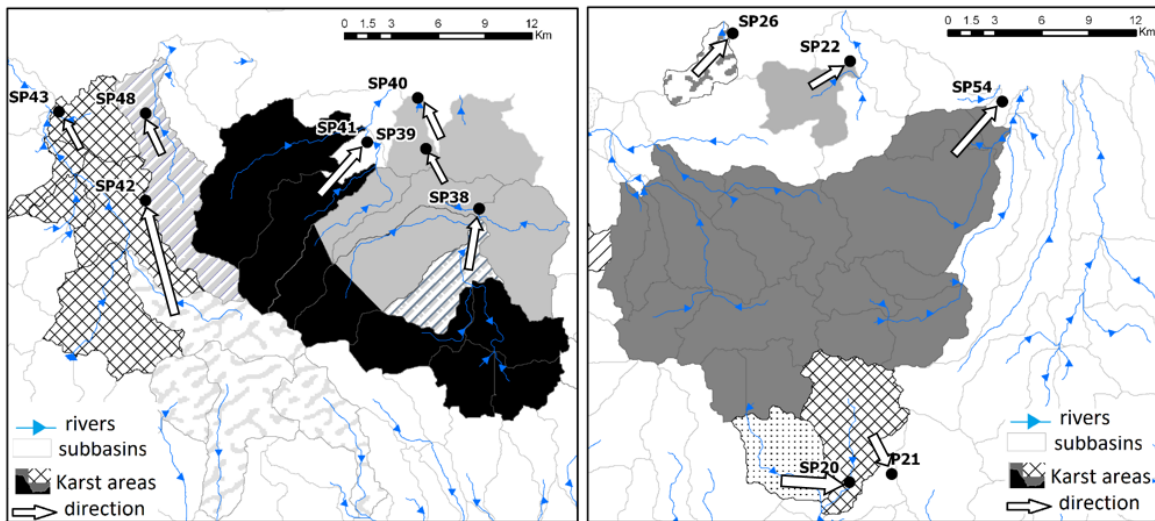 0 1.5 3 6 9 12
Km
SP43
SP48
SP40
SP41
SP39
SP42
SP38
rivers
subbasins
Karst areas
direction
0 1.5 3 6 9 12
Km
SP26
SP22
SP54
SP20
P21
rivers
subbasins
Karst areas
direction